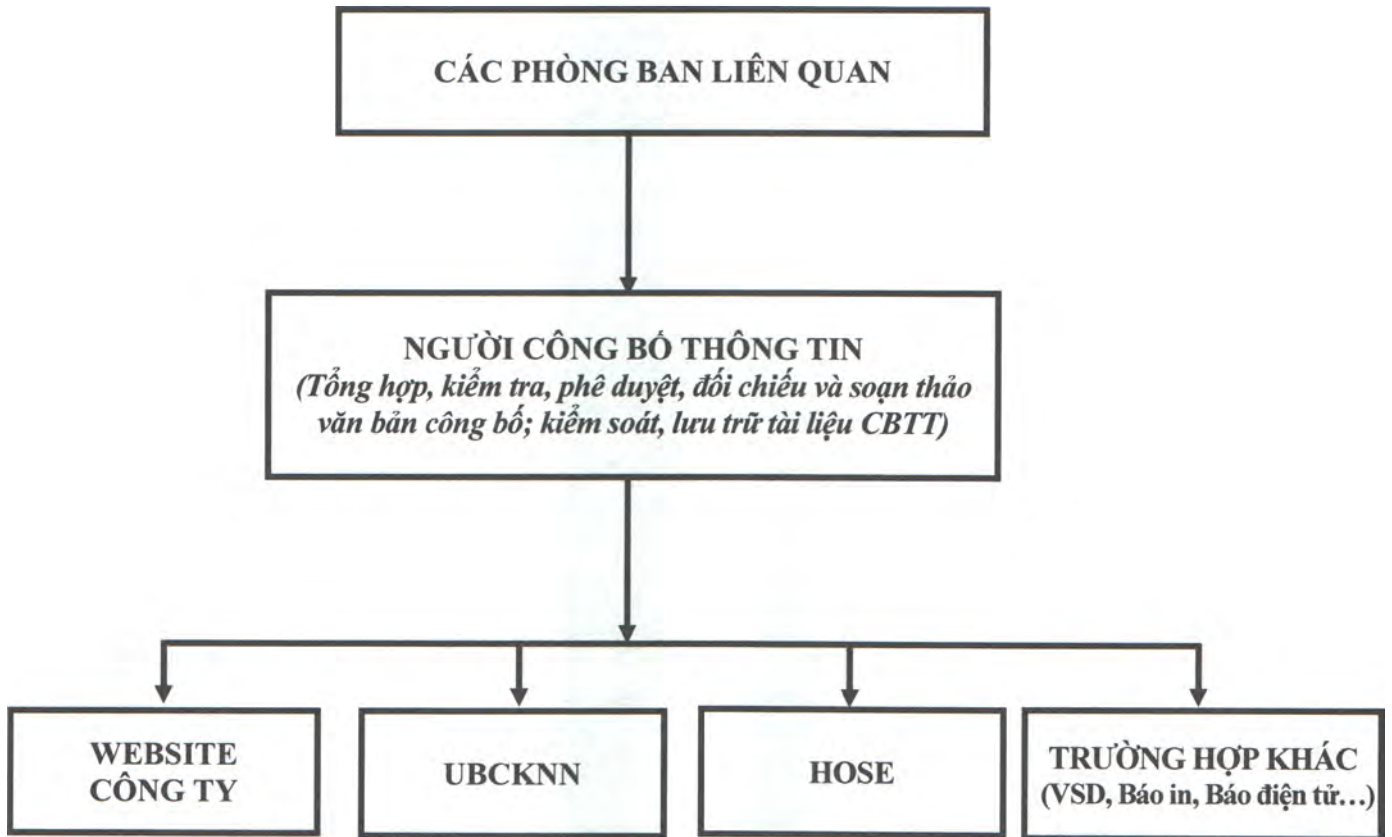 CÁC PHÒNG BAN LIÊN QUAN
NGƯỜI CÔNG BỐ THÔNG TIN
(Tổng hợp, kiểm tra, phê duyệt, đối chiếu và soạn thảo
văn bản công bố; kiểm soát, lưu trữ tài liệu CBTT)
WEBSITE
CÔNG TY
UBCKNN
HOSE
TRƯỜNG HỢP KHÁC
(VSD, Báo in, Báo điện tử…)